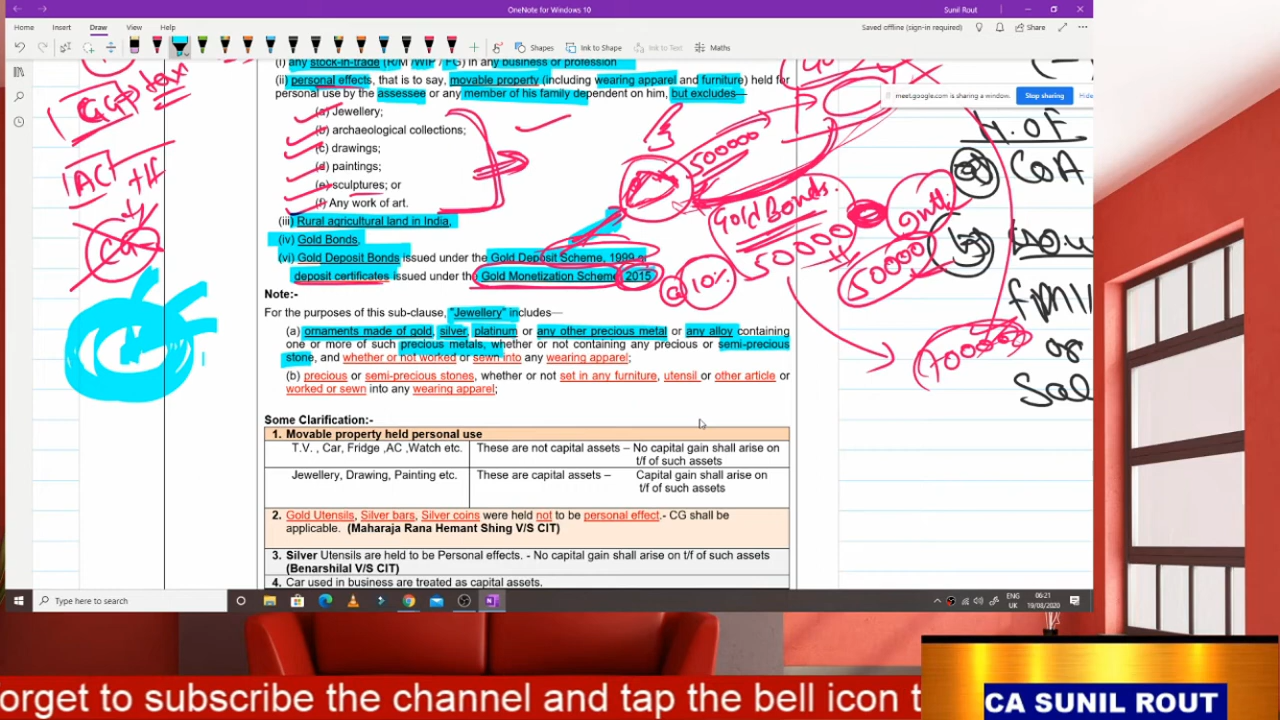 OneNote for Windows 10
Sunil Rout
Home Insert Draw View Help
Saved offline (sign-in required)
Share
Shapes
Ink to Shape
Ink to Text
Maths
(i) any stock-in-trade (R/M /WIP / FG) in any business or profession
(ii) personal effects, that is to say, movable property (including wearing apparel and furniture) held for
personal use by the assessee or any member of his family dependent on him, but excludes—
meet.google.com is sharing a window.
Stop sharing
Hide
(a) Jewellery;
(b) archaeological collections;
(c) drawings;
(d) paintings;
(e) sculptures; or
(f) Any work of art.
(iii) Rural agricultural land in India,
(iv) Gold Bonds,
(vi) Gold Deposit Bonds issued under the Gold Deposit Scheme, 1999 or
deposit certificates issued under the Gold Monetization Scheme 2015
500000
Gold Bonds.
500000
500000
@ 10%
N. OF
COA
or
Note:-
For the purposes of this sub-clause, "Jewellery" includes—
(a) ornaments made of gold, silver, platinum or any other precious metal or any alloy containing
one or more of such precious metals, whether or not containing any precious or semi-precious
stone, and whether or not worked or sewn into any wearing apparel;
(b) precious or semi-precious stones, whether or not set in any furniture, utensil or other article or
worked or sewn into any wearing apparel;
Some Clarification:-
1. Movable property held personal use
T.V. , Car, Fridge ,AC ,Watch etc.
These are not capital assets – No capital gain shall arise on
t/f of such assets
Jewellery, Drawing, Painting etc.
These are capital assets – Capital gain shall arise on
t/f of such assets
2. Gold Utensils, Silver bars, Silver coins were held not to be personal effect.- CG shall be
applicable. (Maharaja Rana Hemant Shing V/S CIT)
3. Silver Utensils are held to be Personal effects. - No capital gain shall arise on t/f of such assets
(Benarshilal V/S CIT)
4. Car used in business are treated as capital assets.
Type here to search
ENG
UK
06:21
19/08/2020
orget to subscribe the channel and tap the bell icon t
CA SUNIL ROUT